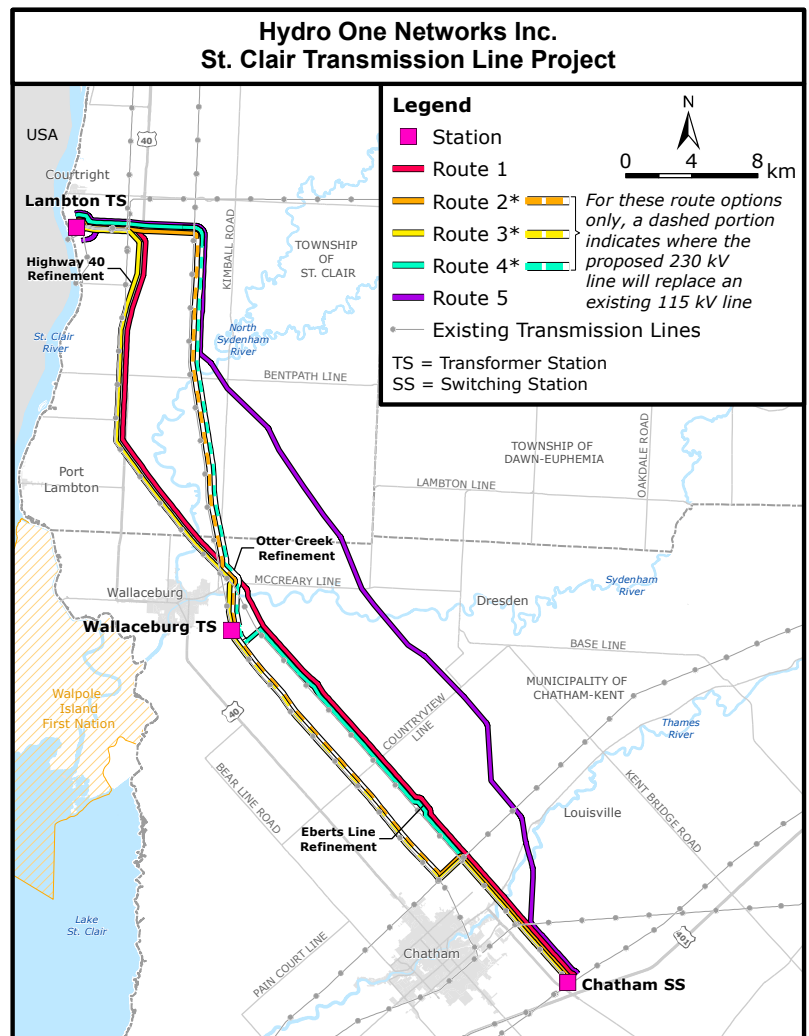 Hydro One Networks Inc.
St. Clair Transmission Line Project
Legend
Station
Route 1
Route 2*
Route 3*
Route 4*
Route 5
Existing Transmission Lines
For these route options
only, a dashed portion
indicates where the
proposed 230 kV
line will replace an
existing 115 kV line
TS = Transformer Station
SS = Switching Station
N
0 4 8 km
USA
40
Courtright
Lambton TS
Highway 40
Refinement
KIMBALL ROAD
TOWNSHIP
OF
ST. CLAIR
St. Clair
River
North
Sydenham
River
BENTPATH LINE
TOWNSHIP OF
DAWN-EUPHEMIA
OAKDALE ROAD
Port
Lambton
LAMBTON LINE
Otter Creek
Refinement
MCCREARY LINE
Wallaceburg
Sydenham
River
Dresden
Wallaceburg TS
BASE LINE
Walpole
Island
First Nation
MUNICIPALITY OF
CHATHAM-KENT
40
COUNTRYVIEW
LINE
Thames
River
BEAR LINE ROAD
KENT BRIDGE ROAD
Louisville
Eberts Line
Refinement
Lake
St. Clair
PAIN COURT LINE
Chatham
401
Chatham SS